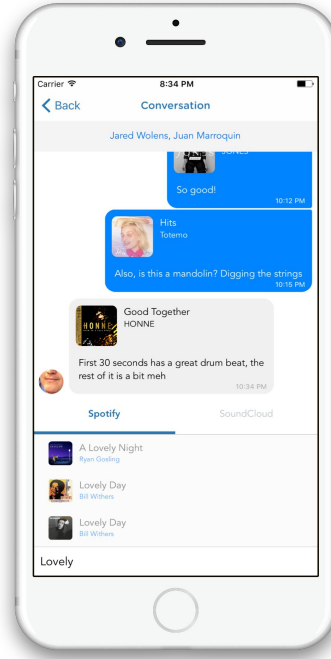 Carrier
8:34 PM
Back
Conversation
Jared Wolens, Juan Marroquin
JONES
So good!
10:12 PM
Hits
Totemo
Also, is this a mandolin? Digging the strings
10:15 PM
HONNE
Good Together
HONNE
First 30 seconds has a great drum beat, the
rest of it is a bit meh
10:34 PM
Spotify
SoundCloud
A Lovely Night
Ryan Gosling
Lovely Day
Bill Withers
Lovely Day
Bill Withers
Lovely